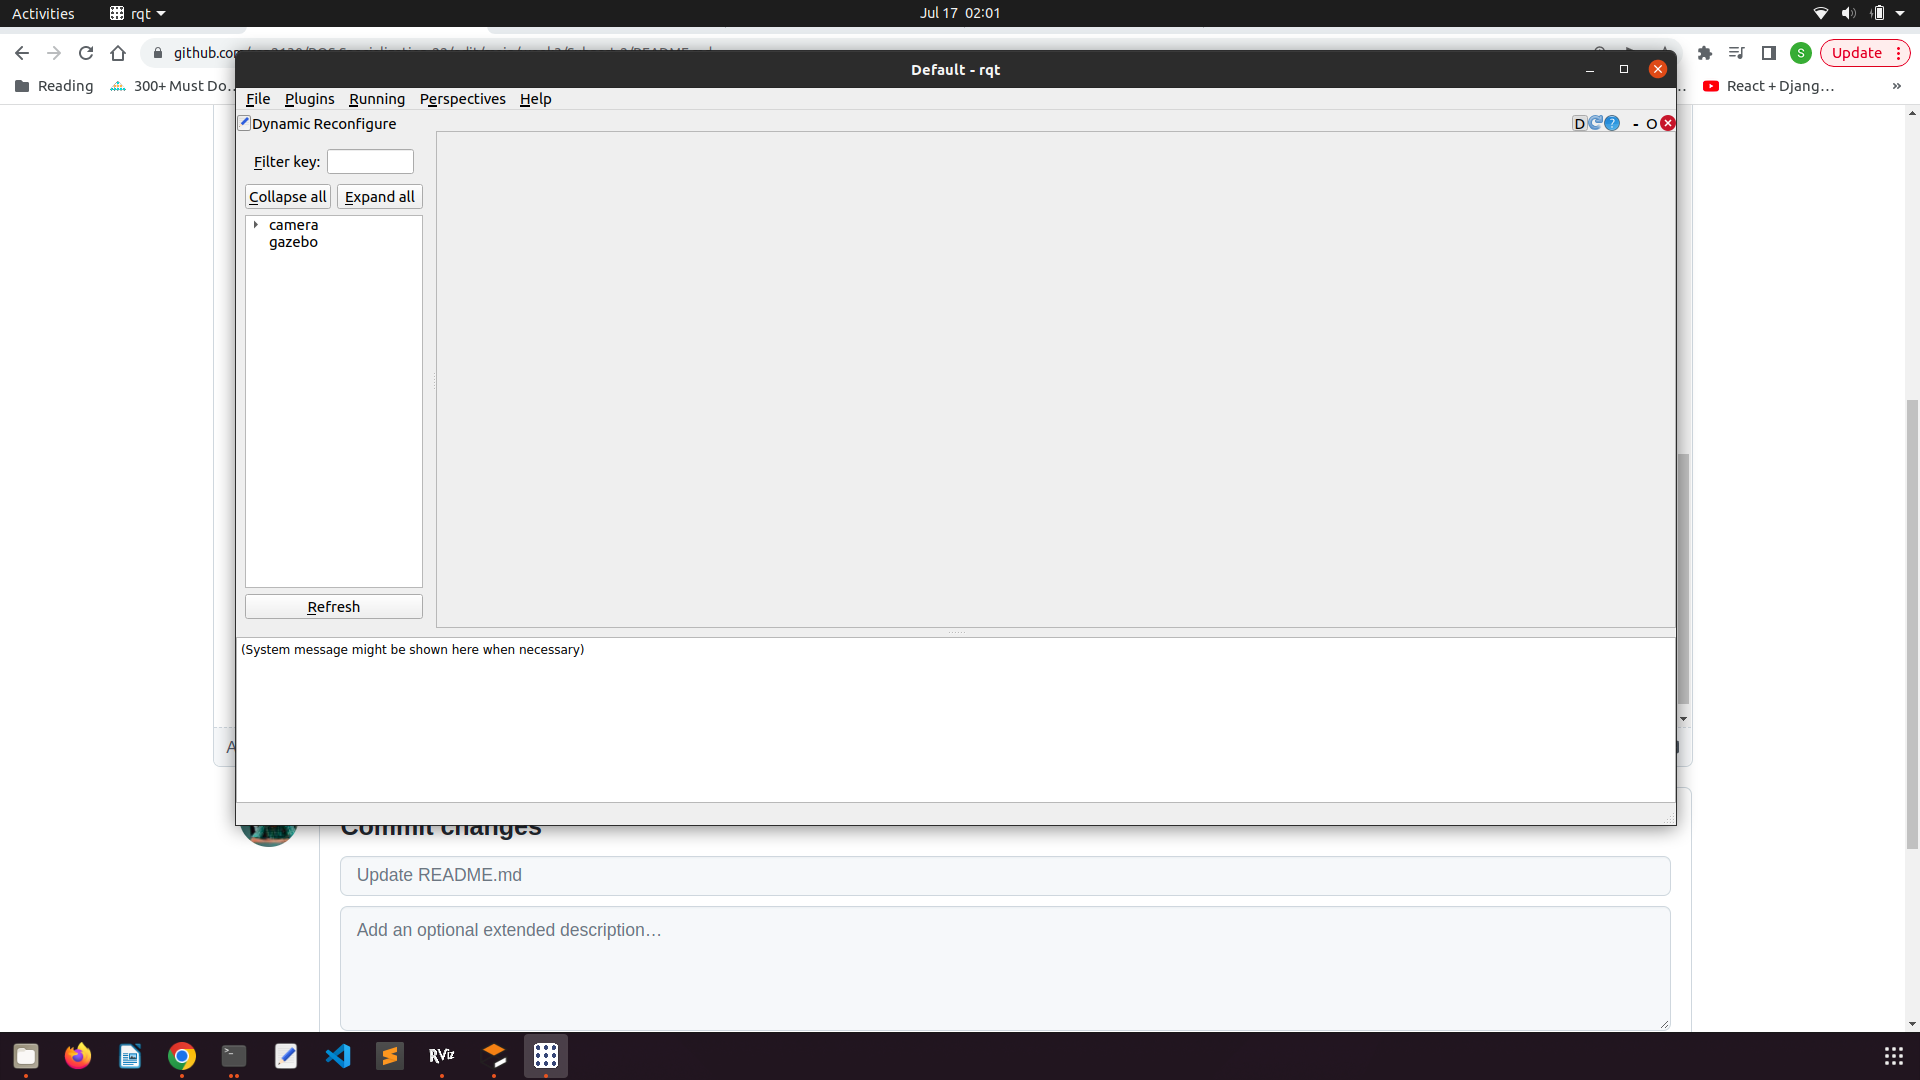 Activities rqt Jul 17 02:01
github.com
Update
Reading 300+ Must Do... React + Djang... »
Default - rqt
File Plugins Running Perspectives Help
Dynamic Reconfigure D ? - O
Filter key:
Collapse all Expand all
camera
gazebo
Refresh
(System message might be shown here when necessary)
A
Commit changes
Update README.md
Add an optional extended description...
S
>_
RViz